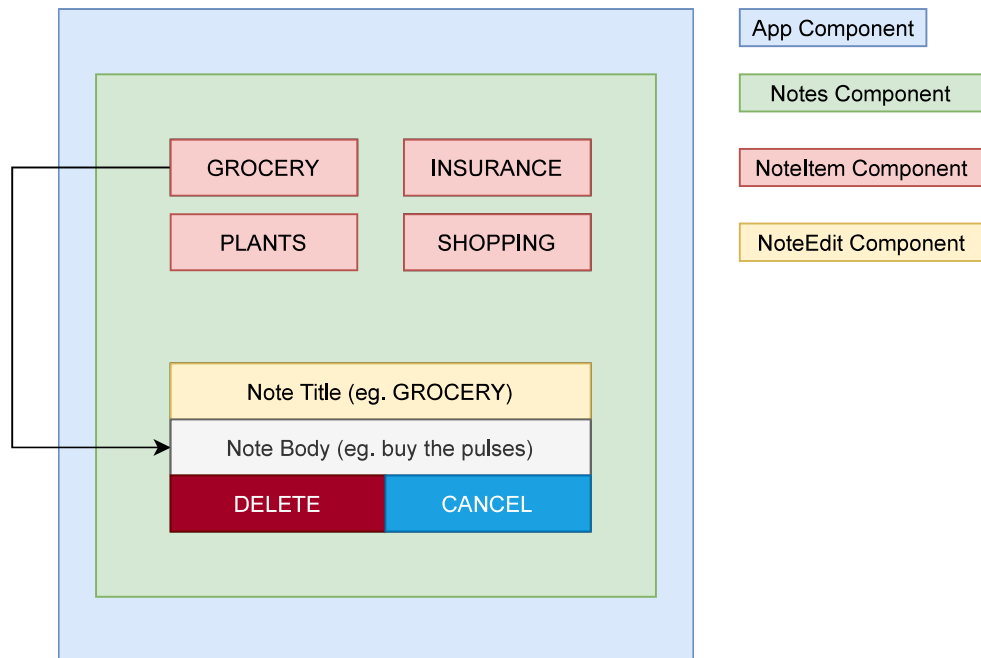 App Component
Notes Component
GROCERY
INSURANCE
NoteItem Component
PLANTS
SHOPPING
NoteEdit Component
Note Title (eg. GROCERY)
Note Body (eg. buy the pulses)
DELETE
CANCEL